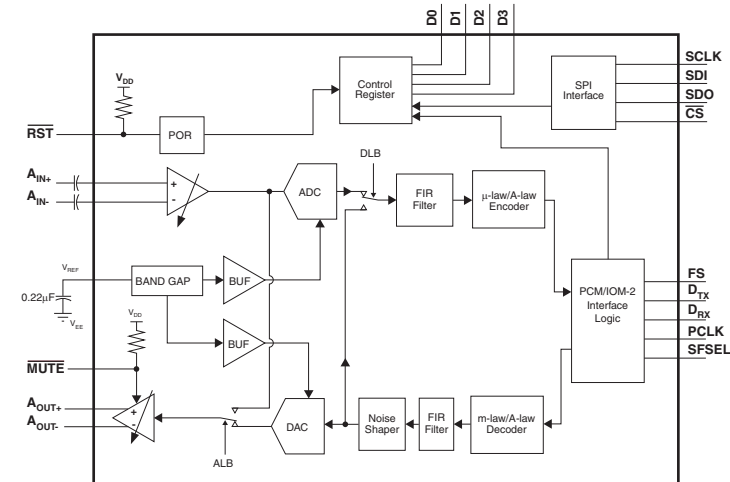 D0
D1
D2
D3
SCLK
SDI
SDO
CS
SPI
Interface
Control
Register
VDD
RST
POR
AIN+
AIN-
+
-
ADC
DLB
FIR
Filter
μ-law/A-law
Encoder
VREF
0.22μF
VEE
BAND GAP
BUF
BUF
VDD
MUTE
PCM/IOM-2
Interface
Logic
FS
DTX
DRX
PCLK
SFSEL
AOUT+
AOUT-
+
-
ALB
DAC
Noise
Shaper
FIR
Filter
m-law/A-law
Decoder